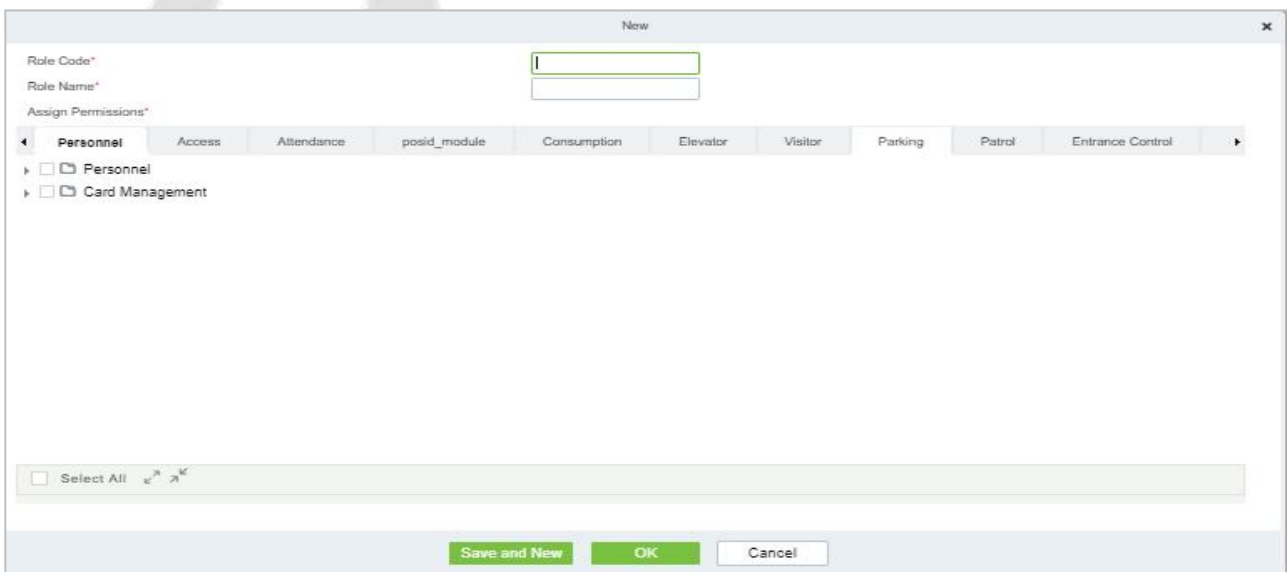 New
Role Code*
Role Name*
Assign Permissions*
Personnel Access Attendance posid_module Consumption Elevator Visitor Parking Patrol Entrance Control
Personnel
Card Management
Select All
Save and New OK Cancel